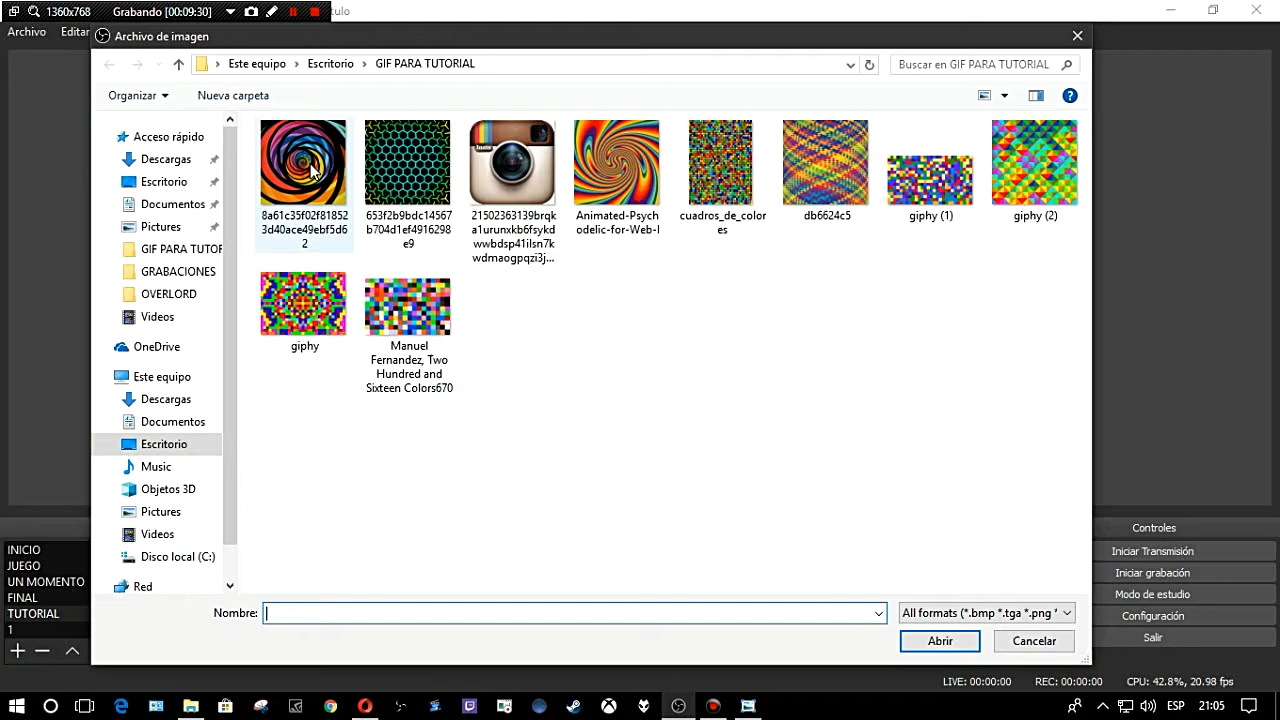 1360x768 Grabando [00:09:30] tulo
Archivo Editar
Archivo de imagen
Este equipo Escritorio GIF PARA TUTORIAL Buscar en GIF PARA TUTORIAL
Organizar Nueva carpeta
Acceso rápido
Descargas
Escritorio
Documentos
Pictures
GIF PARA TUTOR
GRABACIONES
OVERLORD
Videos
OneDrive
Este equipo
Descargas
Documentos
Escritorio
Music
Objetos 3D
Pictures
Videos
Disco local (C:)
Red
8a61c35f02f81852
3d40ace49ebf5d6
2
653f2b9bdc14567
b704d1ef4916298
e9
21502363139brqk
a1urunxkb6fsykd
wwbdsp41ilsn7k
wdmaogpqzi3j...
Animated-Psych
odelic-for-Web-I
cuadros_de_color
es
db6624c5
giphy (1)
giphy (2)
giphy
Manuel
Fernandez, Two
Hundred and
Sixteen Colors670
Nombre: All formats (*.bmp *.tga *.png *
Abrir Cancelar
INICIO
JUEGO
UN MOMENTO
FINAL
TUTORIAL
1
Controles
Iniciar Transmisión
Iniciar grabación
Modo de estudio
Configuración
Salir
LIVE: 00:00:00 REC: 00:00:00 CPU: 42.8%, 20.98 fps
ESP 21:05